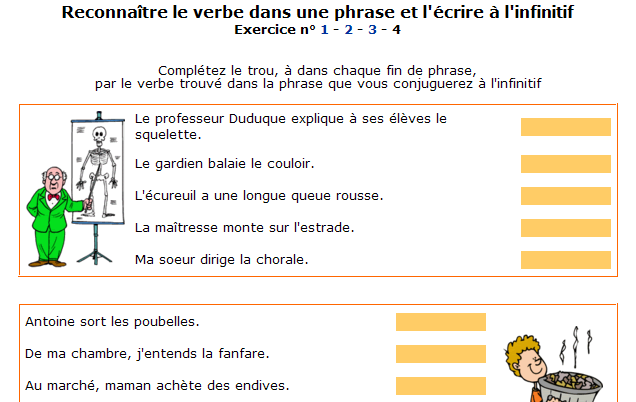 Reconnaître le verbe dans une phrase et l'écrire à l'infinitif
Exercice n° 1 - 2 - 3 - 4
Complétez le trou, à dans chaque fin de phrase,
par le verbe trouvé dans la phrase que vous conjuguerez à l'infinitif
Le professeur Duduque explique à ses élèves le
squelette.
Le gardien balaie le couloir.
L'écureuil a une longue queue rousse.
La maîtresse monte sur l'estrade.
Ma soeur dirige la chorale.
Antoine sort les poubelles.
De ma chambre, j'entends la fanfare.
Au marché, maman achète des endives.